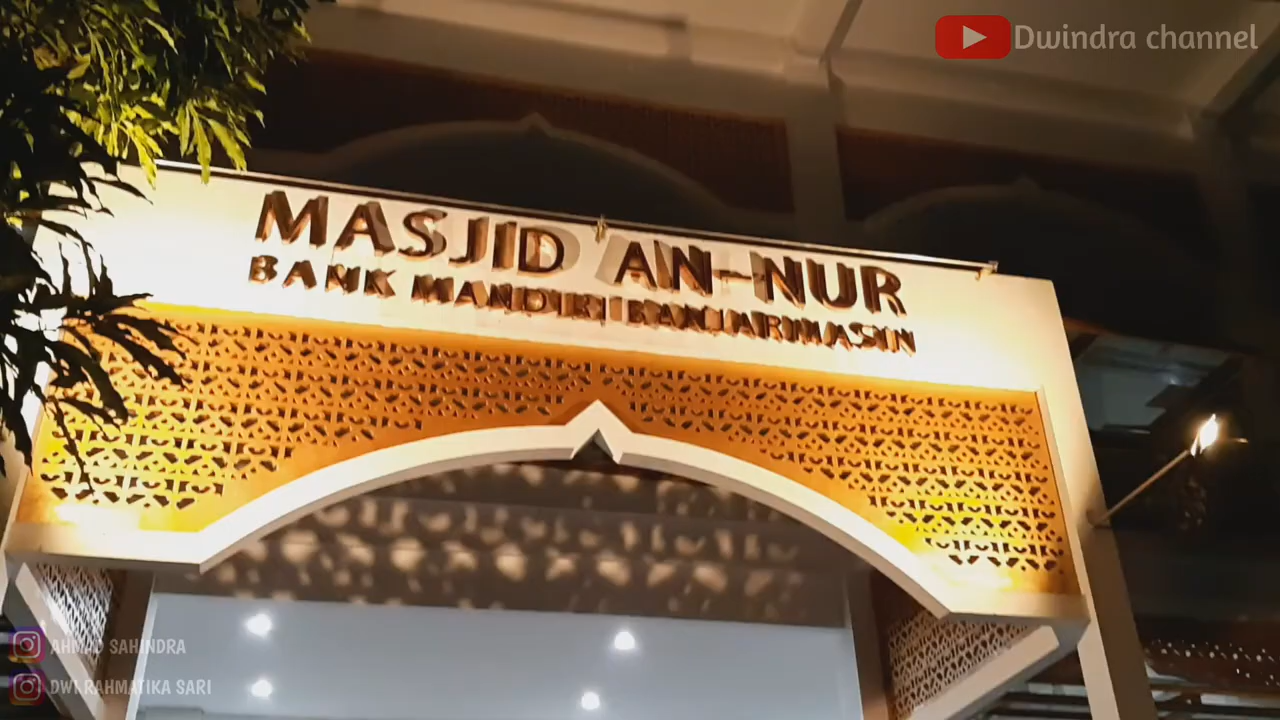 Dwindra channel
MASJID AN-NUR
BANK MANDIRI BANJARMASIN
AHMAD SAHINDRA
DWI RAHMATIKA SARI